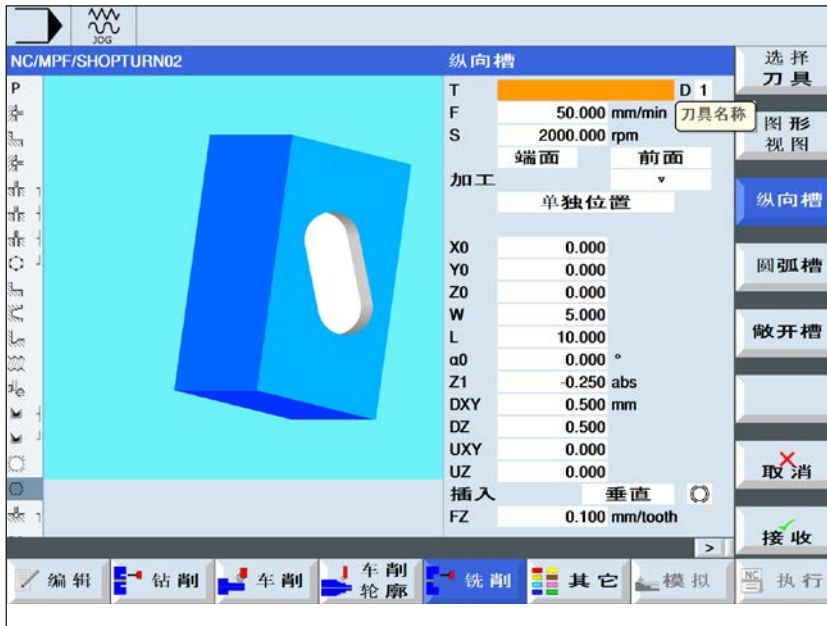 JOG
NC/MPF/SHOPTURN02
纵向槽
选择
刀具
P
T D 1
F 50.000 mm/min
刀具名称
S 2000.000 rpm
图形
视图
端面 前面
加工 ▿
纵向槽
单独位置
X0 0.000
Y0 0.000
圆弧槽
Z0 0.000
W 5.000
L 10.000
敞开槽
α0 0.000 °
Z1 -0.250 abs
DXY 0.500 mm
DZ 0.500
UXY 0.000
UZ 0.000
取消
插入 垂直
FZ 0.100 mm/tooth
接收
>
编辑
钻削
车削
车削
轮廓
铣削
其它
模拟
NC
执行